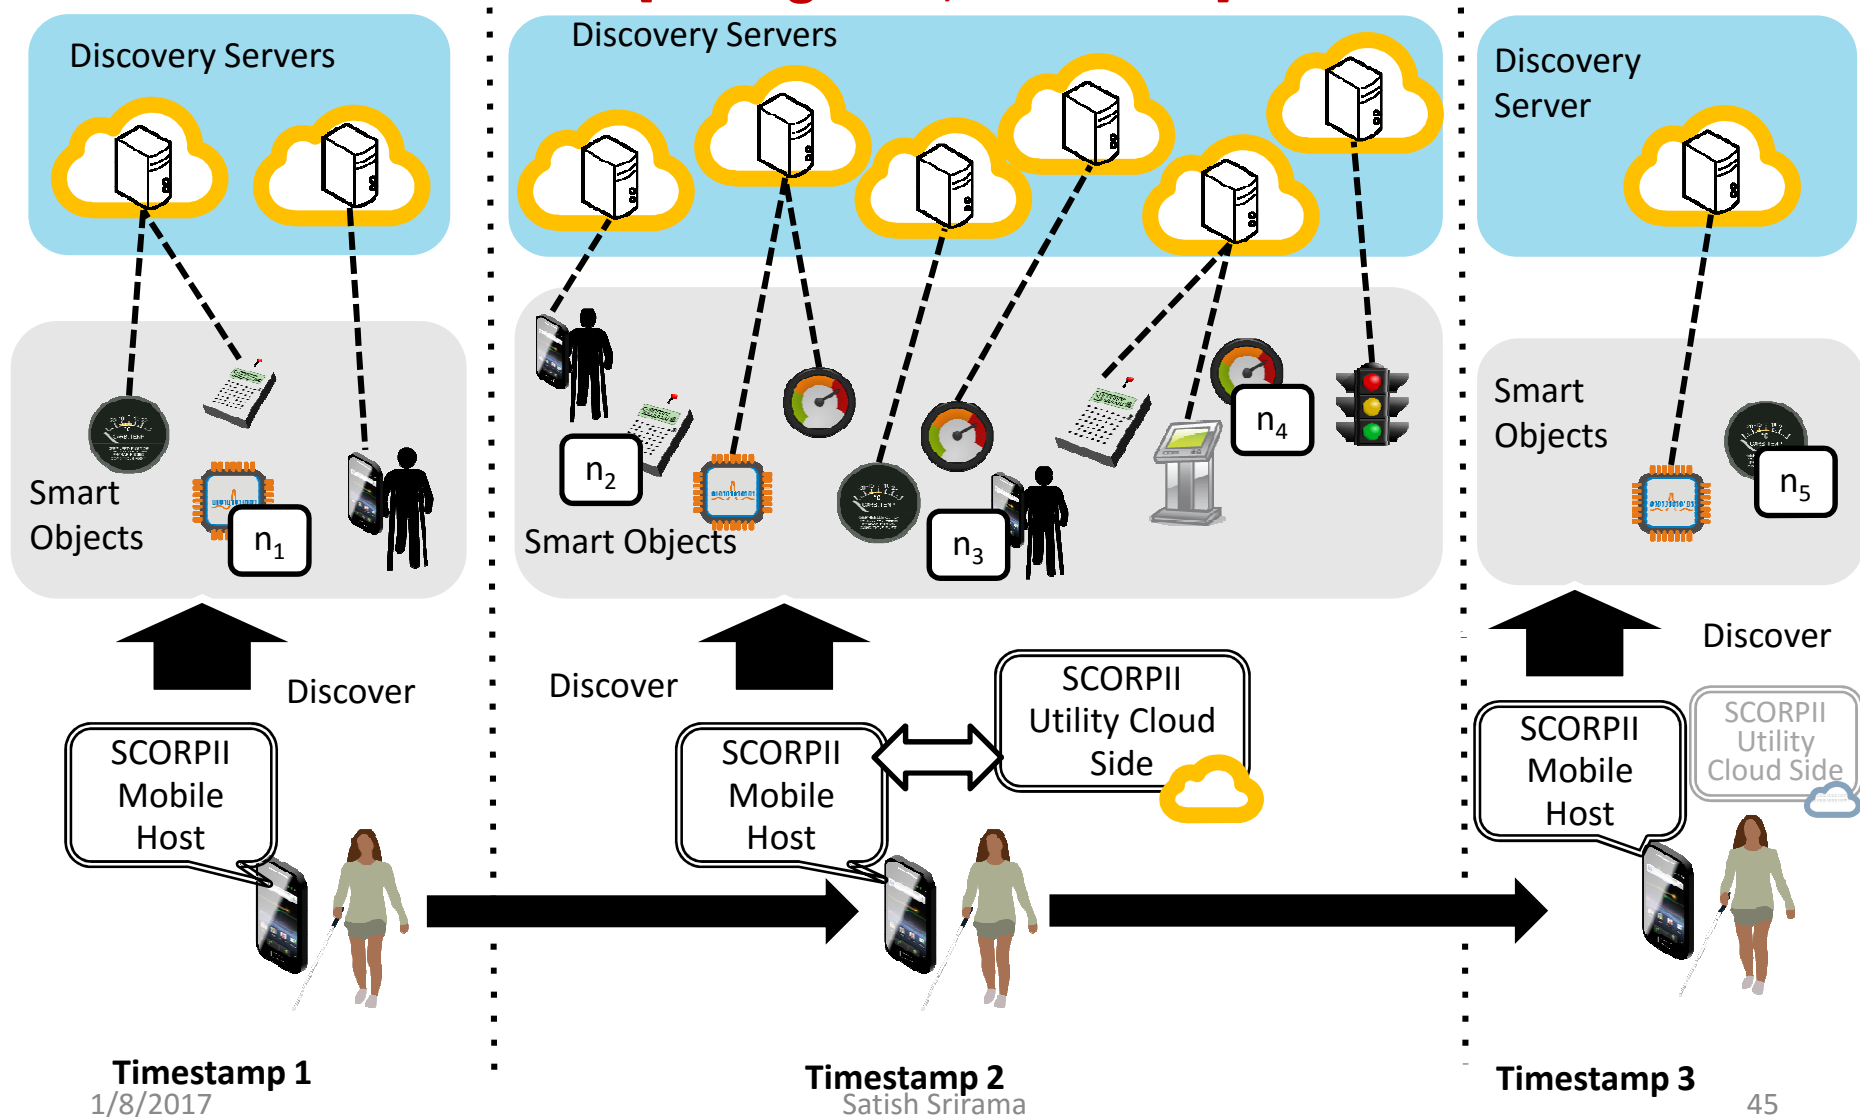 Discovery Servers
Smart
Objects
n₁
Discover
SCORPII
Mobile
Host
Timestamp 1
Discovery Servers
n₂
n₃
n₄
Smart Objects
Discover
SCORPII
Mobile
Host
SCORPII
Utility Cloud
Side
Timestamp 2
Discovery
Server
Smart
Objects
n₅
Discover
SCORPII
Mobile
Host
SCORPII
Utility
Cloud Side
Timestamp 3
1/8/2017
Satish Srirama
45